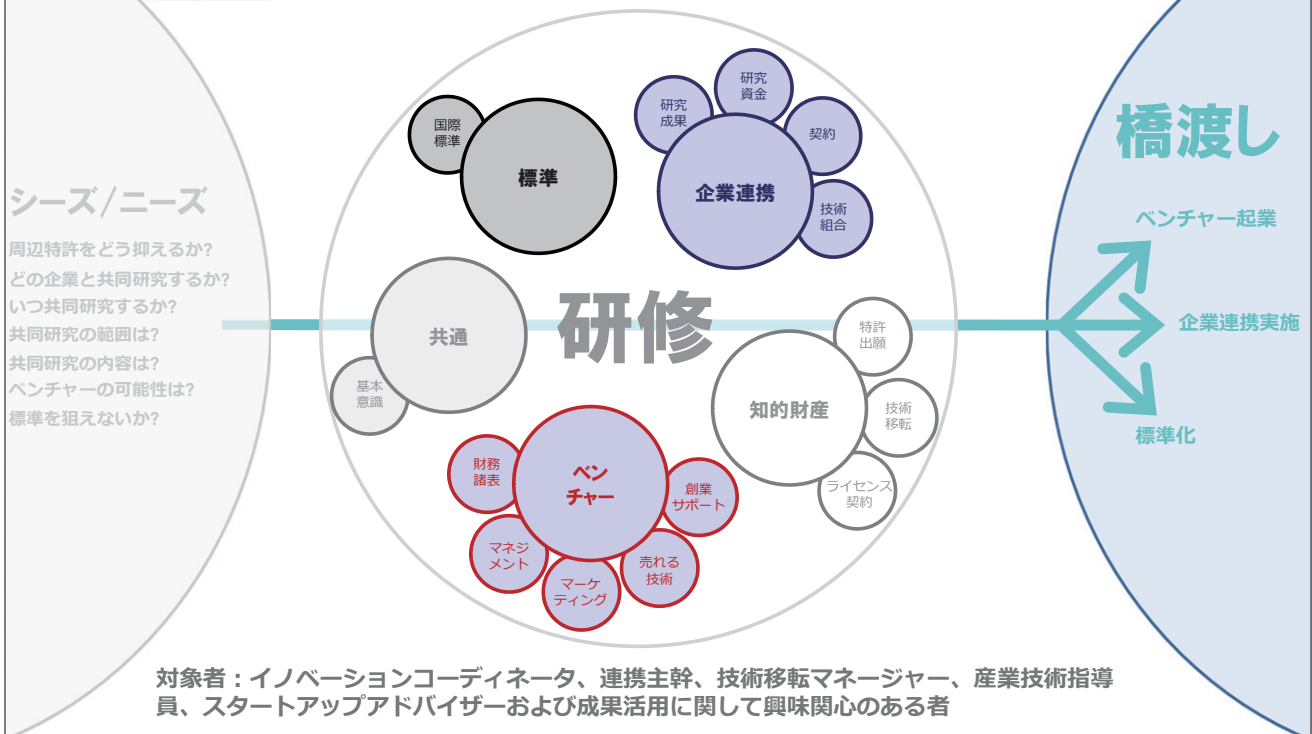 シーズ/ニーズ
周辺特許をどう抑えるか?
どの企業と共同研究するか?
いつ共同研究するか?
共同研究の範囲は?
共同研究の内容は?
ベンチャーの可能性は?
標準を狙えないか?
国際
標準
標準
研究
成果
研究
資金
契約
技術
組合
企業連携
研修
共通
基本
意識
特許
出願
技術
移転
ライセンス
契約
知的財産
財務
諸表
マネジ
メント
マーケ
ティング
売れる
技術
創業
サポート
ベン
チャー
橋渡し
ベンチャー起業
企業連携実施
標準化
対象者：イノベーションコーディネータ、連携主幹、技術移転マネージャー、産業技術指導
員、スタートアップアドバイザーおよび成果活用に関して興味関心のある者